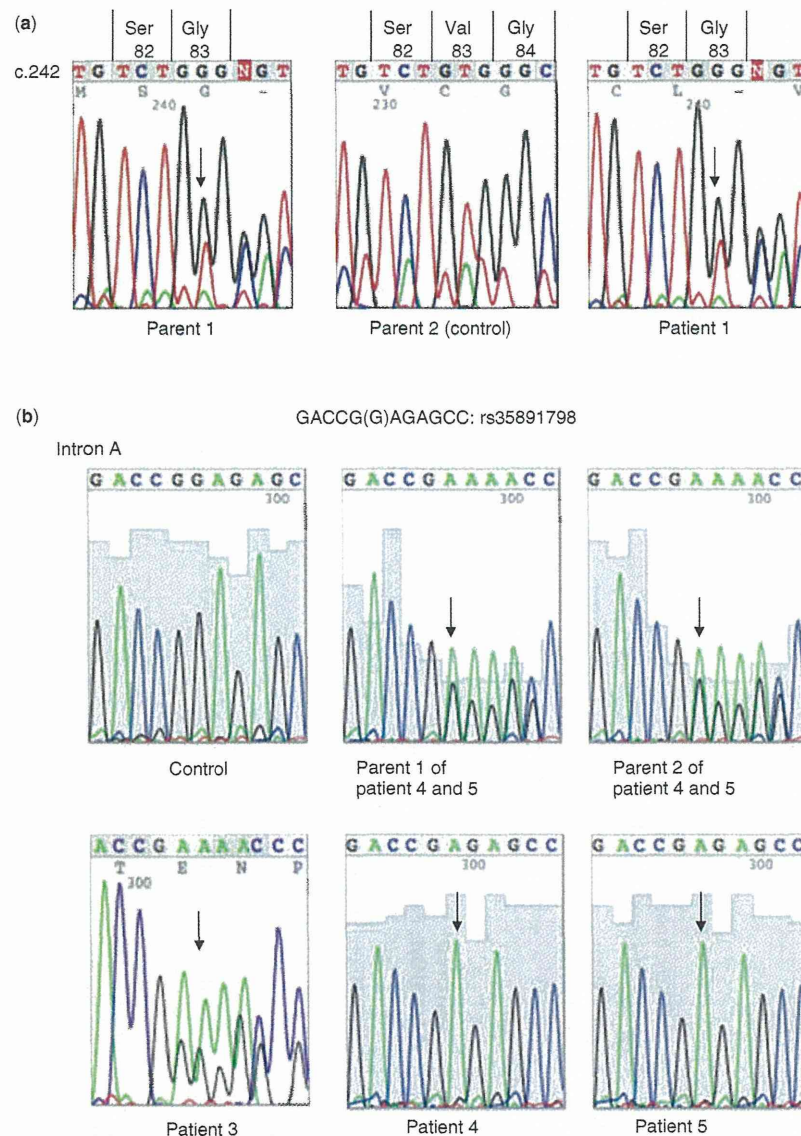 (a)
Ser Gly Ser Val Gly Ser Gly
82 83 82 83 84 82 83
c.242 TGTCTGGGNGT TGTCTGTGGGC TGTCTGGGNGT
M S G - V C G C L - V
240 230 240
Parent 1 Parent 2 (control) Patient 1
(b) GACCG(G)AGAGCC: rs35891798
Intron A
GACCGGAGAGC GACCGAAAACC GACCGAAAACC
300 300 300
Control Parent 1 of Parent 2 of
patient 4 and 5 patient 4 and 5
ACCGAAAACCC GACCGAGAGCC GACCGAGAGCC
T E N P
300 300 300
Patient 3 Patient 4 Patient 5